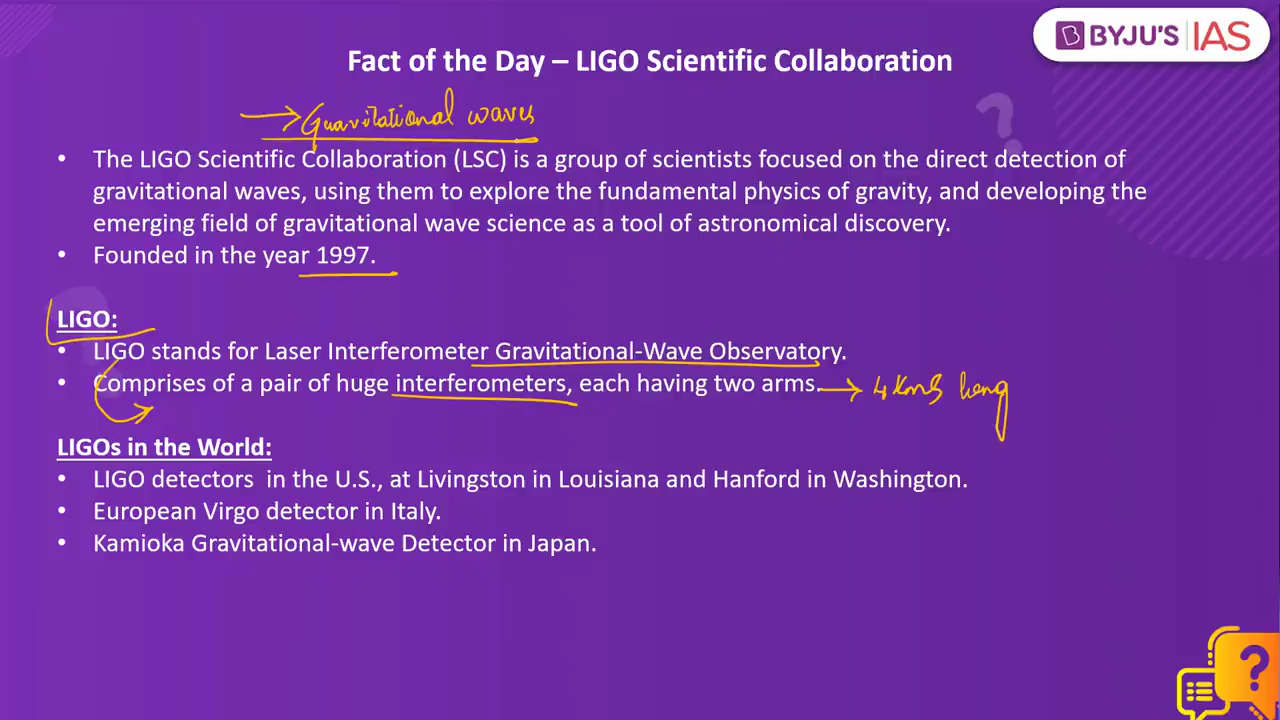 BYJU'S IAS
Fact of the Day – LIGO Scientific Collaboration
Gravitational waves
• The LIGO Scientific Collaboration (LSC) is a group of scientists focused on the direct detection of
gravitational waves, using them to explore the fundamental physics of gravity, and developing the
emerging field of gravitational wave science as a tool of astronomical discovery.
• Founded in the year 1997.
LIGO:
• LIGO stands for Laser Interferometer Gravitational-Wave Observatory.
• Comprises of a pair of huge interferometers, each having two arms. → 4 Kms long
LIGOs in the World:
• LIGO detectors in the U.S., at Livingston in Louisiana and Hanford in Washington.
• European Virgo detector in Italy.
• Kamioka Gravitational-wave Detector in Japan.